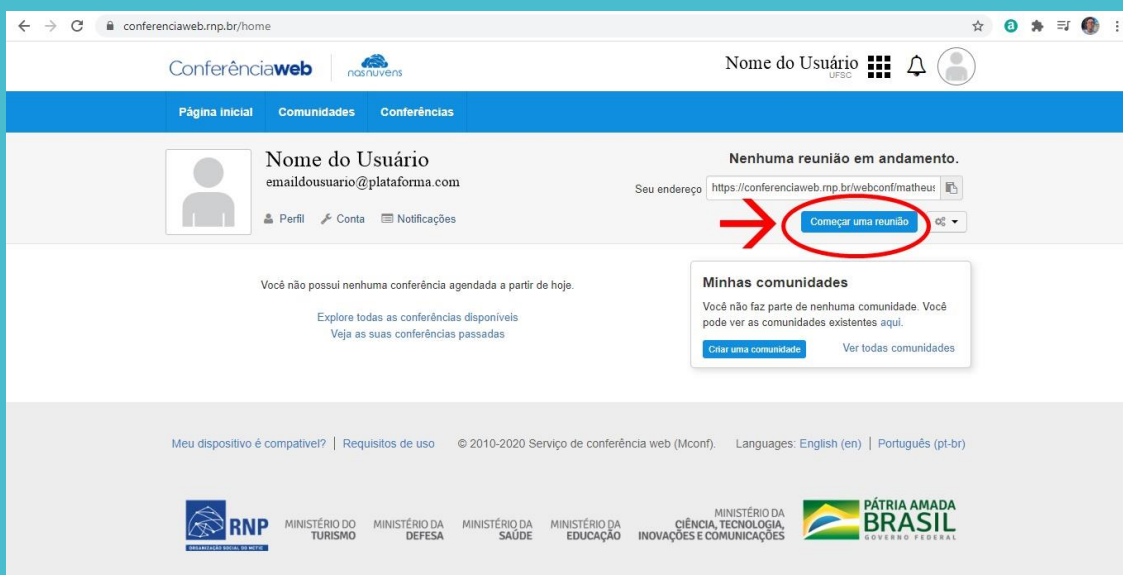 conferenciaweb.rnp.br/home
Conferênciaweb
nasnuvens
Nome do Usuário
UFSC
Página inicial Comunidades Conferências
Nome do Usuário
emaildousuario@plataforma.com
Perfil Conta Notificações
Nenhuma reunião em andamento.
Seu endereço https://conferenciaweb.rnp.br/webconf/matheus
Começar uma reunião
Você não possui nenhuma conferência agendada a partir de hoje.
Explore todas as conferências disponíveis
Veja as suas conferências passadas
Minhas comunidades
Você não faz parte de nenhuma comunidade. Você
pode ver as comunidades existentes aqui.
Criar uma comunidade Ver todas comunidades
Meu dispositivo é compatível? | Requisitos de uso © 2010-2020 Serviço de conferência web (Mconf). Languages: English (en) | Português (pt-br)
RNP
ORGANIZAÇÃO SOCIAL DO MCTIC
MINISTÉRIO DO
TURISMO
MINISTÉRIO DA
DEFESA
MINISTÉRIO DA
SAÚDE
MINISTÉRIO DA
EDUCAÇÃO
MINISTÉRIO DA
CIÊNCIA, TECNOLOGIA,
INOVAÇÕES E COMUNICAÇÕES
PÁTRIA AMADA
BRASIL
GOVERNO FEDERAL